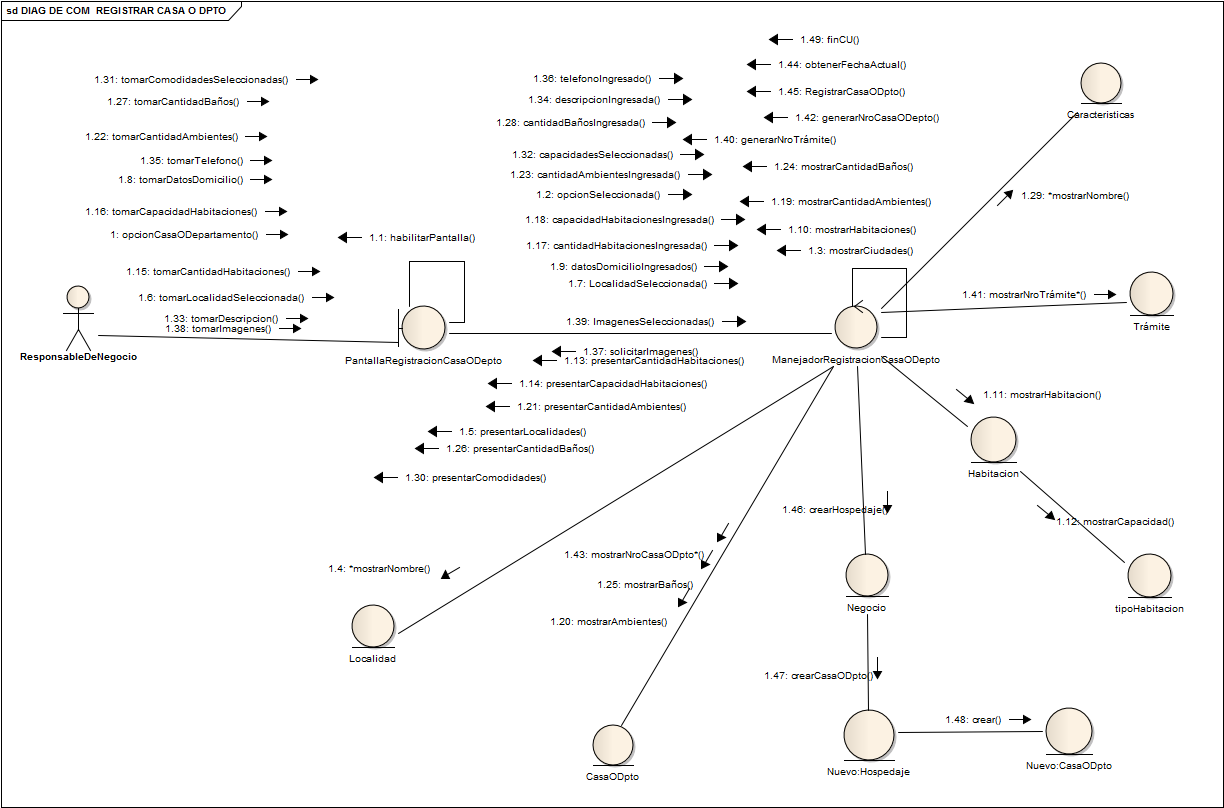 sd DIAG DE COM  REGISTRAR CASA O DPTO
1.49: finCU()
1.44: obtenerFechaActual()
1.31: tomarComodidadesSeleccionadas()
1.36: telefonoIngresado()
1.45: RegistrarCasaODpto()
1.27: tomarCantidadBaños()
1.34: descripcionIngresada()
Caracteristicas
1.42: generarNroCasaODepto()
1.28: cantidadBañosIngresada()
1.22: tomarCantidadAmbientes()
1.40: generarNroTrámite()
1.32: capacidadesSeleccionadas()
1.35: tomarTelefono()
1.24: mostrarCantidadBaños()
1.23: cantidadAmbientesIngresada()
1.8: tomarDatosDomicilio()
1.2: opcionSeleccionada()
1.29: *mostrarNombre()
1.19: mostrarCantidadAmbientes()
1.16: tomarCapacidadHabitaciones()
1.18: capacidadHabitacionesIngresada()
1.10: mostrarHabitaciones()
1: opcionCasaODepartamento()
1.1: habilitarPantalla()
1.17: cantidadHabitacionesIngresada()
1.3: mostrarCiudades()
1.9: datosDomicilioIngresados()
1.15: tomarCantidadHabitaciones()
1.7: LocalidadSeleccionada()
1.6: tomarLocalidadSeleccionada()
1.41: mostrarNroTrámite*()
1.33: tomarDescripcion()
1.39: ImagenesSeleccionadas()
1.38: tomarImagenes()
Trámite
ResponsableDeNegocio
PantallaRegistracionCasaODepto
1.37: solicitarImagenes()
1.13: presentarCantidadHabitaciones()
ManejadorRegistracionCasaODepto
1.14: presentarCapacidadHabitaciones()
1.11: mostrarHabitacion()
1.21: presentarCantidadAmbientes()
1.5: presentarLocalidades()
1.26: presentarCantidadBaños()
Habitacion
1.30: presentarComodidades()
1.46: crearHospedaje()
1.12: mostrarCapacidad()
1.43: mostrarNroCasaODpto*()
1.4: *mostrarNombre()
1.25: mostrarBaños()
Negocio
tipoHabitacion
1.20: mostrarAmbientes()
Localidad
1.47: crearCasaODpto()
1.48: crear()
CasaODpto
Nuevo:Hospedaje
Nuevo:CasaODpto